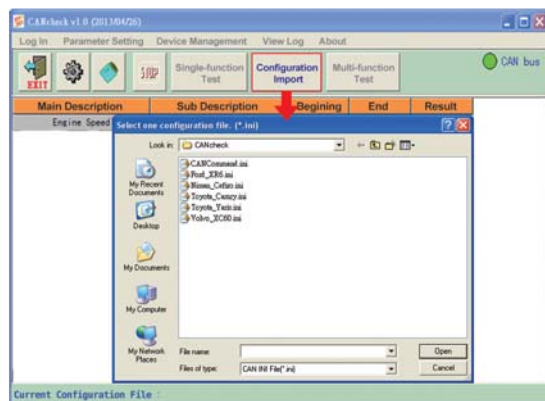 CANcheck v1.0 (2013/04/26)
Log in Parameter Setting Device Management View Log About
EXIT STOP Single-function Test Configuration Import Multi-function Test CAN bus
Main Description Sub Description Begining End Result
Engine Speed
Select one configuration file. (*.ini)
Look in: CANcheck
CANCommand.ini
Ford_XR6.ini
Nissan_Cefiro.ini
Toyota_Camry.ini
Toyota_Yaris.ini
Volvo_XC60.ini
My Recent Documents
Desktop
My Documents
My Computer
My Network Places
File name: Open
Files of type: CAN INI File(*.ini) Cancel
Current Configuration File :